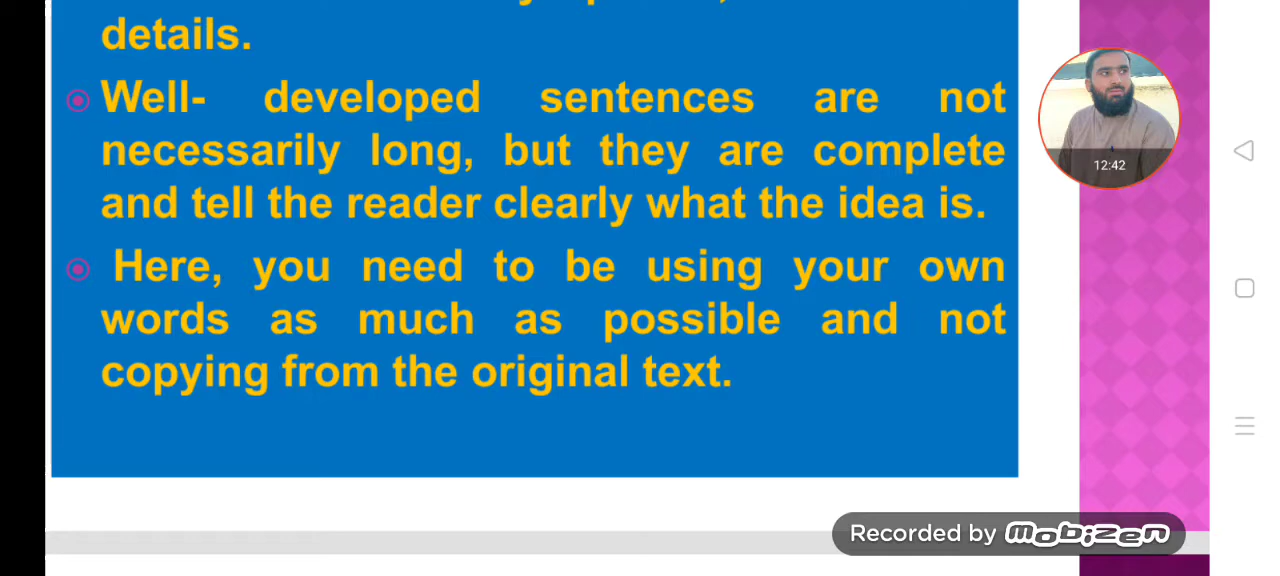 details.
Well- developed sentences are not
necessarily long, but they are complete
and tell the reader clearly what the idea is.
Here, you need to be using your own
words as much as possible and not
copying from the original text.
12:42
Recorded by mobizen